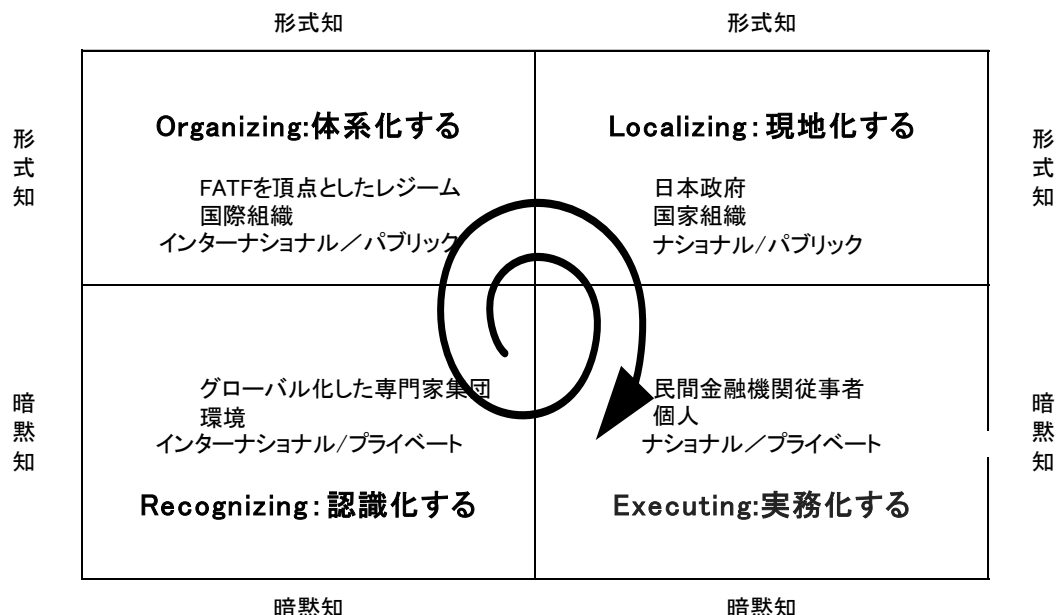 形式知
形式知
形式知
Organizing:体系化する
FATFを頂点としたレジーム
国際組織
インターナショナル／パブリック
Localizing:現地化する
日本政府
国家組織
ナショナル/パブリック
形式知
暗黙知
グローバル化した専門家集団
環境
インターナショナル/プライベート
Recognizing:認識化する
民間金融機関従事者
個人
ナショナル／プライベート
Executing:実務化する
暗黙知
暗黙知
暗黙知